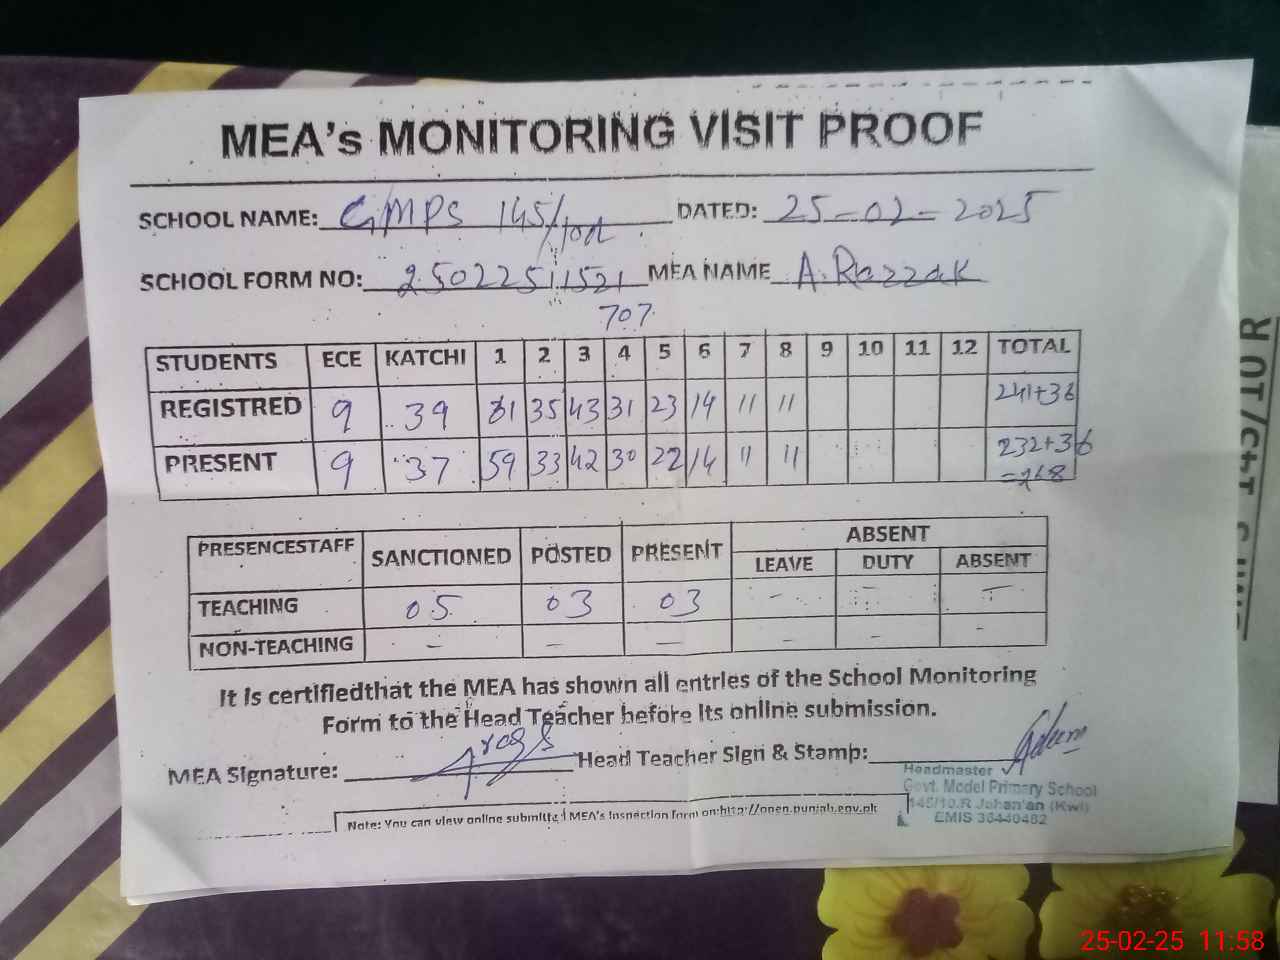 MEA's MONITORING VISIT PROOF
SCHOOL NAME: GMPS 145/10R DATED: 25-02-2025
SCHOOL FORM NO: 25022511521 MEA NAME A. Razzak
707
STUDENTS ECE KATCHI 1 2 3 4 5 6 7 8 9 10 11 12 TOTAL
REGISTRED 9 39 61 35 43 31 23 14 11 11 241+36
PRESENT 9 37 59 33 42 30 22 14 11 11 232+36
=268
PRESENCESTAFF SANCTIONED POSTED PRESENT ABSENT
LEAVE DUTY ABSENT
TEACHING 05 03 03 - - -
NON-TEACHING - - - - - -
It is certifiedthat the MEA has shown all entries of the School Monitoring
Form to the Head Teacher before its online submission.
MEA Signature: Head Teacher Sign & Stamp:
Headmaster
Govt. Model Primary School
145/10.R Jahan'an (Kwl)
EMIS 36440482
Note: You can view online submitted MEA's Inspection form on:http://open.punjab.gov.pk
25-02-25 11:58